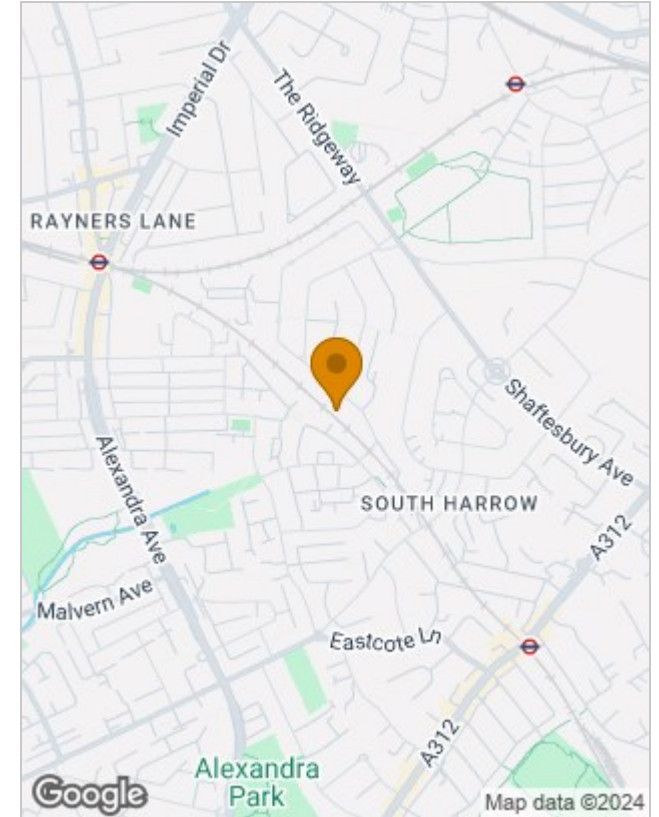 Imperial Dr
The Ridgeway
RAYNERS LANE
Shaftesbury Ave
Alexandra Ave
SOUTH HARROW
A312
Malvern Ave
Eastcote Ln
A312
Alexandra
Park
Google
Map data ©2024